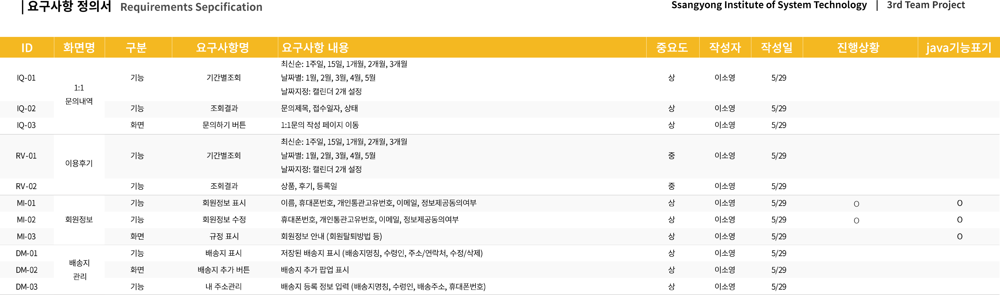 | 요구사항 정의서 Requirements Sepcification
Ssangyong Institute of System Technology | 3rd Team Project
ID 화면명 구분 요구사항명 요구사항 내용 중요도 작성자 작성일 진행상황 java기능표기
최신순: 1주일, 15일, 1개월, 2개월, 3개월
IQ-01 기능 기간별조회 날짜별: 1월, 2월, 3월, 4월, 5월 상 이소영 5/29
날짜지정: 캘린더 2개 설정
1:1
문의내역
IQ-02 기능 조회결과 문의제목, 접수일자, 상태 상 이소영 5/29
IQ-03 화면 문의하기 버튼 1:1문의 작성 페이지 이동 상 이소영 5/29
최신순: 1주일, 15일, 1개월, 2개월, 3개월
RV-01 기능 기간별조회 날짜별: 1월, 2월, 3월, 4월, 5월 중 이소영 5/29
이용후기
날짜지정: 캘린더 2개 설정
RV-02 기능 조회결과 상품, 후기, 등록일 중 이소영 5/29
MI-01 기능 회원정보 표시 이름, 휴대폰번호, 개인통관고유번호, 이메일, 정보제공동의여부 상 이소영 5/29 O O
MI-02 회원정보 기능 회원정보 수정 휴대폰번호, 개인통관고유번호, 이메일, 정보제공동의여부 상 이소영 5/29 O O
MI-03 화면 규정 표시 회원정보 안내 (회원탈퇴방법 등) 상 이소영 5/29 O
DM-01 기능 배송지 표시 저장된 배송지 표시 (배송지명칭, 수령인, 주소/연락처, 수정/삭제) 상 이소영 5/29
배송지
관리
DM-02 화면 배송지 추가 버튼 배송지 추가 팝업 표시 상 이소영 5/29
DM-03 기능 내 주소관리 배송지 등록 정보 입력 (배송지명칭, 수령인, 배송주소, 휴대폰번호) 상 이소영 5/29